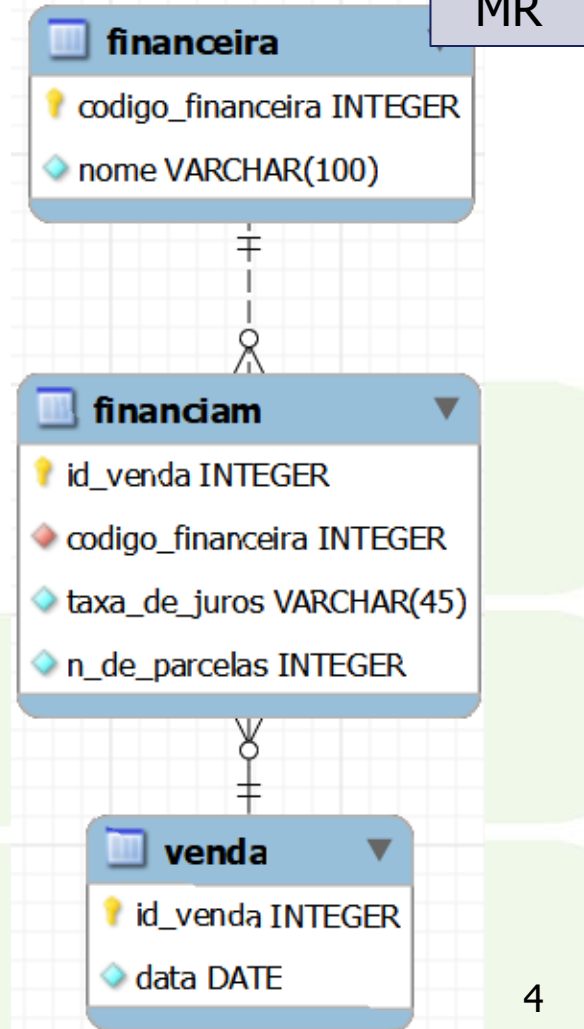 MR
financeira
codigo_financeira INTEGER
nome VARCHAR(100)
financiam
id_venda INTEGER
codigo_financeira INTEGER
taxa_de_juros VARCHAR(45)
n_de_parcelas INTEGER
venda
id_venda INTEGER
data DATE
4